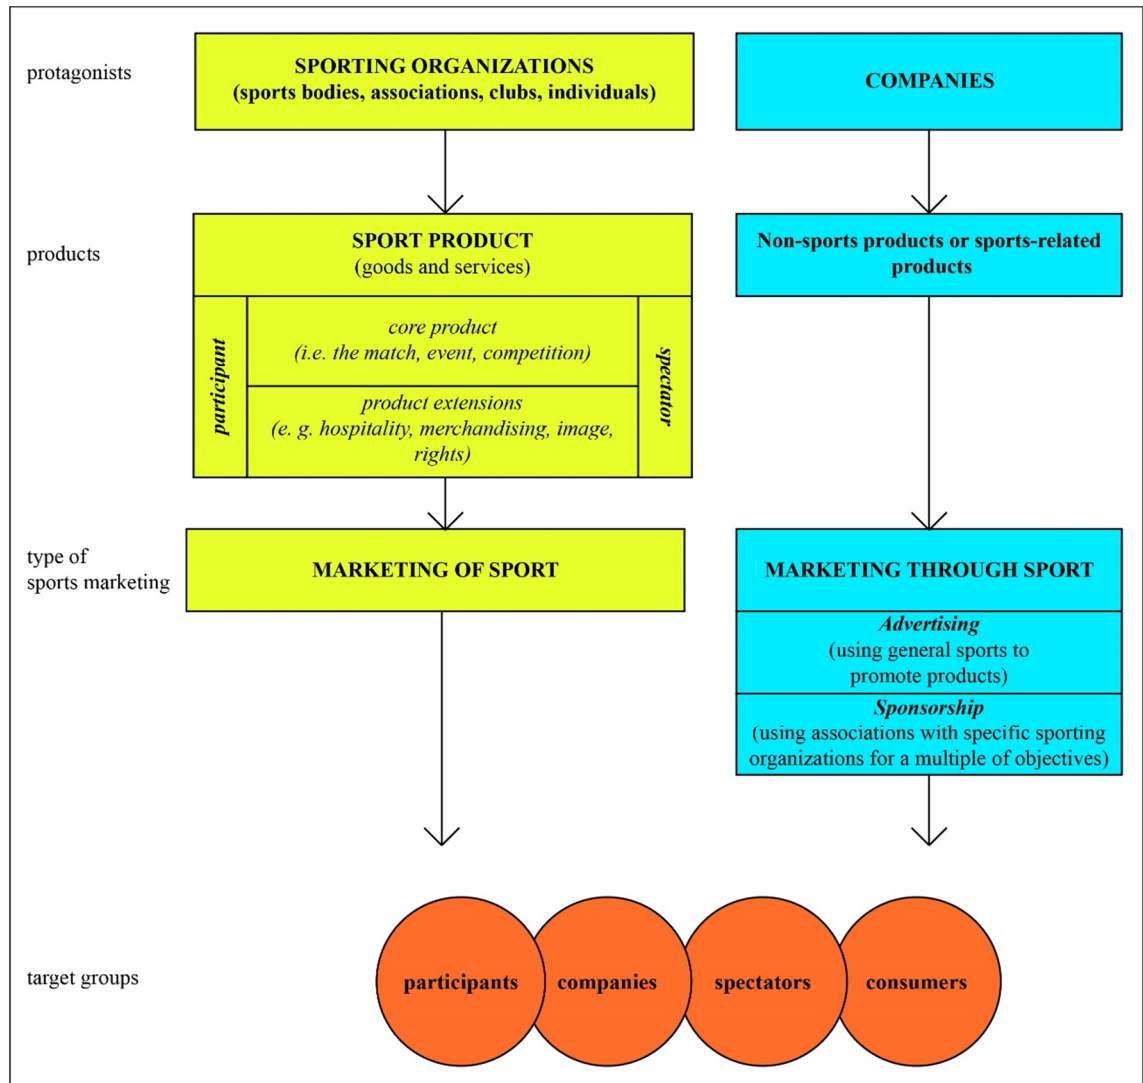 protagonists
SPORTING ORGANIZATIONS
(sports bodies, associations, clubs, individuals)
COMPANIES
products
SPORT PRODUCT
(goods and services)
Non-sports products or sports-related
products
participant
core product
(i.e. the match, event, competition)
product extensions
(e. g. hospitality, merchandising, image,
rights)
spectator
type of
sports marketing
MARKETING OF SPORT
MARKETING THROUGH SPORT
Advertising
(using general sports to
promote products)
Sponsorship
(using associations with specific sporting
organizations for a multiple of objectives)
target groups
participants
companies
spectators
consumers